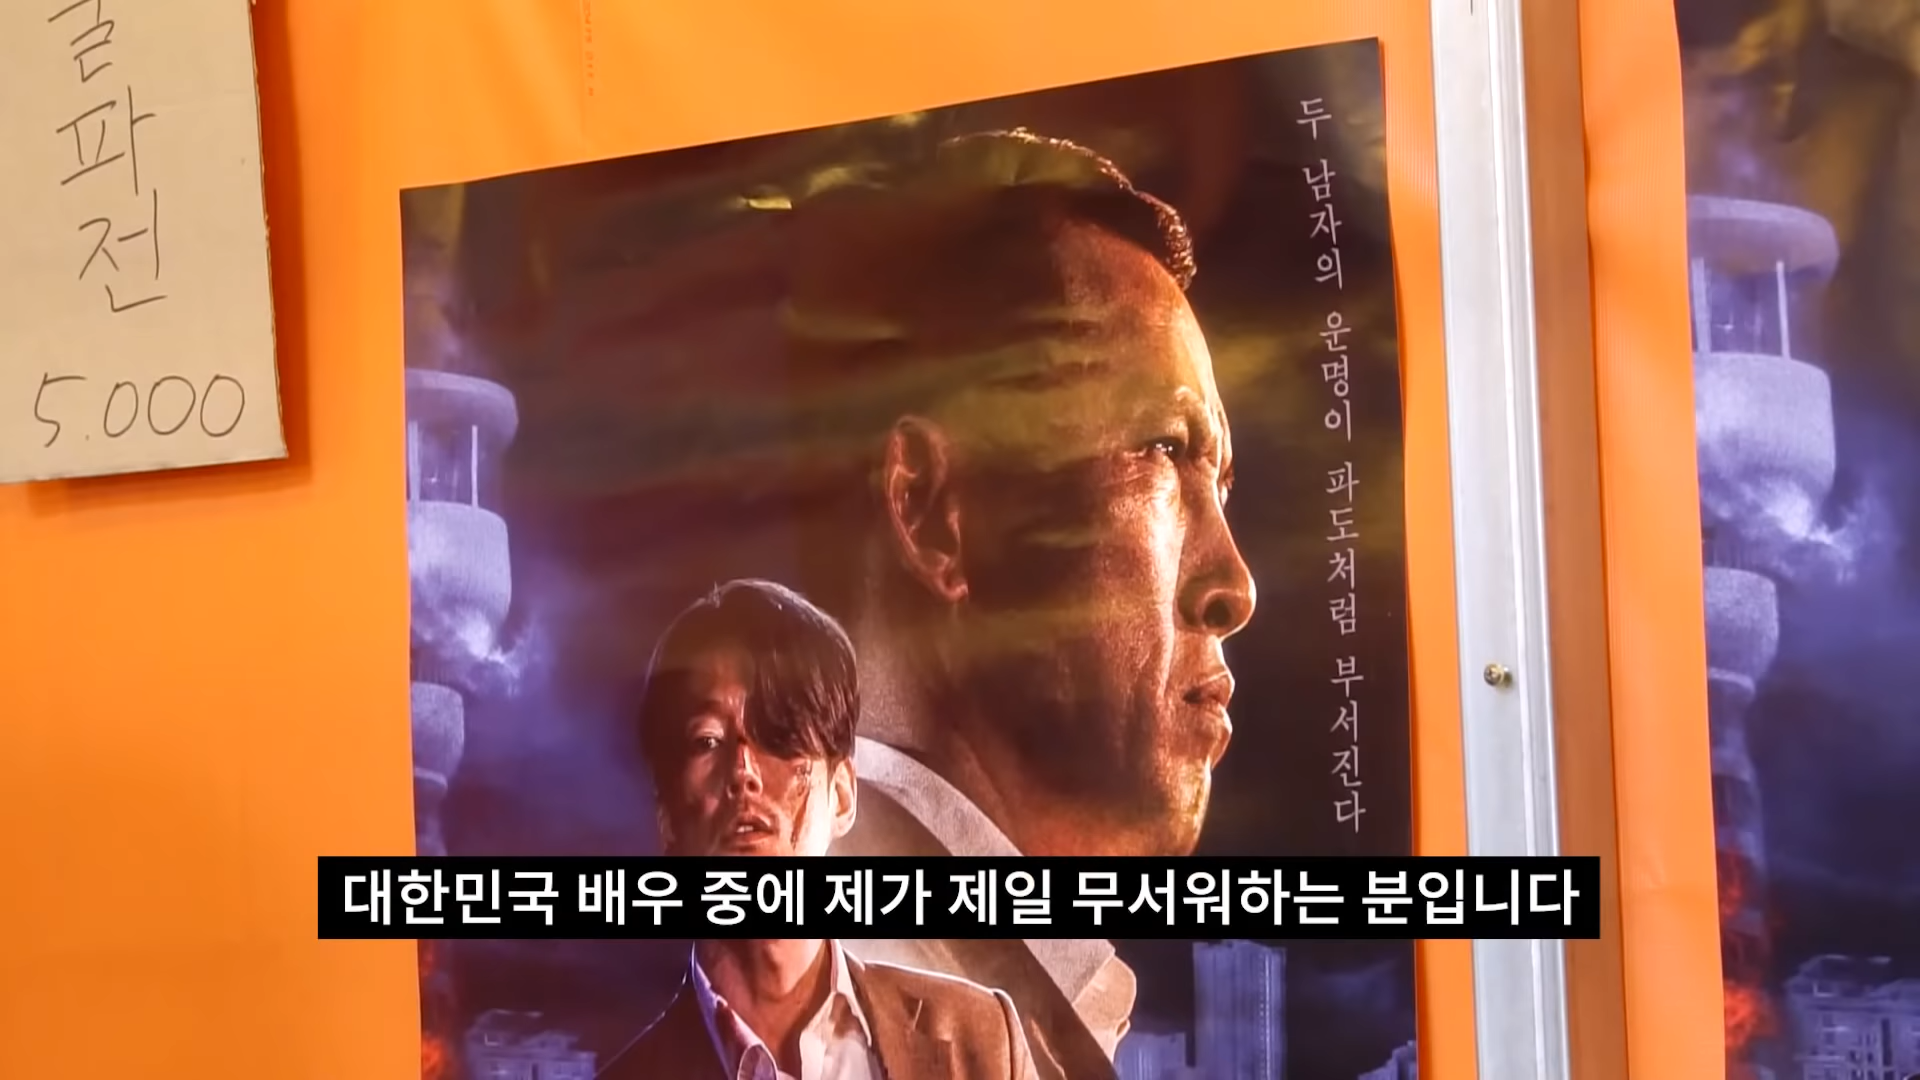 굴
파
전
5.000
두 남자의 운명이 파도처럼 부서진다
대한민국 배우 중에 제가 제일 무서워하는 분입니다